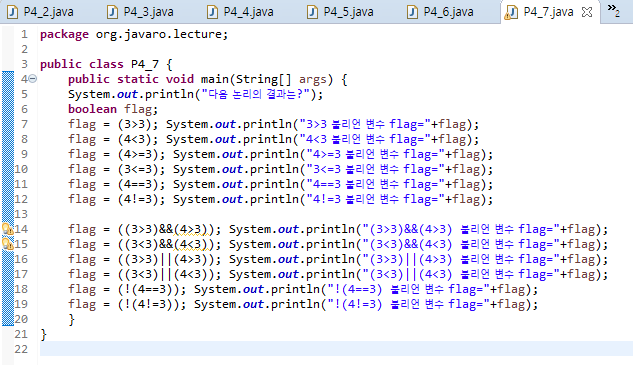 P4_2.java P4_3.java P4_4.java P4_5.java P4_6.java P4_7.java »2
1 package org.javaro.lecture;
2
3 public class P4_7 {
4 public static void main(String[] args) {
5 System.out.println("다음 논리의 결과는?");
6 boolean flag;
7 flag = (3>3); System.out.println("3>3 불리언 변수 flag="+flag);
8 flag = (4<3); System.out.println("4<3 불리언 변수 flag="+flag);
9 flag = (4>=3); System.out.println("4>=3 불리언 변수 flag="+flag);
10 flag = (3<=3); System.out.println("3<=3 불리언 변수 flag="+flag);
11 flag = (4==3); System.out.println("4==3 불리언 변수 flag="+flag);
12 flag = (4!=3); System.out.println("4!=3 불리언 변수 flag="+flag);
13
14 flag = ((3>3)&&(4>3)); System.out.println("(3>3)&&(4>3) 불리언 변수 flag="+flag);
15 flag = ((3<3)&&(4<3)); System.out.println("(3<3)&&(4<3) 불리언 변수 flag="+flag);
16 flag = ((3>3)||(4>3)); System.out.println("(3>3)||(4>3) 불리언 변수 flag="+flag);
17 flag = ((3<3)||(4<3)); System.out.println("(3<3)||(4<3) 불리언 변수 flag="+flag);
18 flag = (!(4==3)); System.out.println("!(4==3) 불리언 변수 flag="+flag);
19 flag = (!(4!=3)); System.out.println("!(4!=3) 불리언 변수 flag="+flag);
20 }
21 }
22